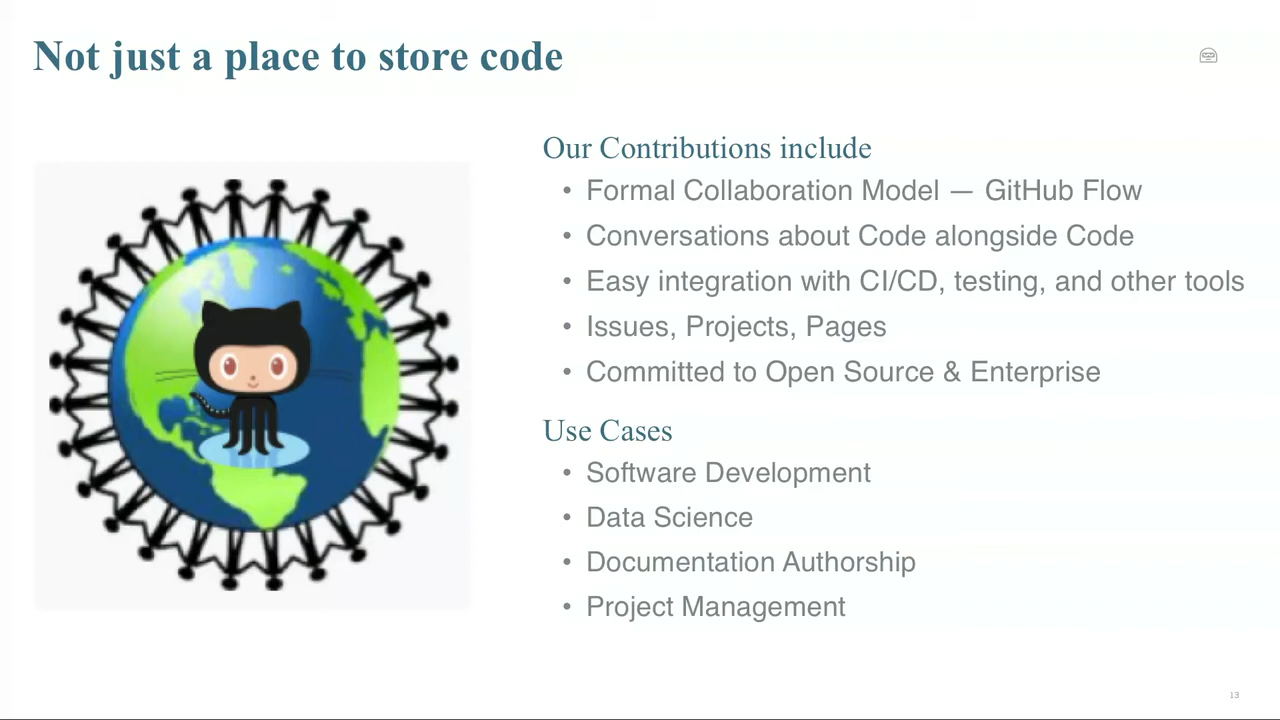 Not just a place to store code
Our Contributions include
• Formal Collaboration Model — GitHub Flow
• Conversations about Code alongside Code
• Easy integration with CI/CD, testing, and other tools
• Issues, Projects, Pages
• Committed to Open Source & Enterprise
Use Cases
• Software Development
• Data Science
• Documentation Authorship
• Project Management
13